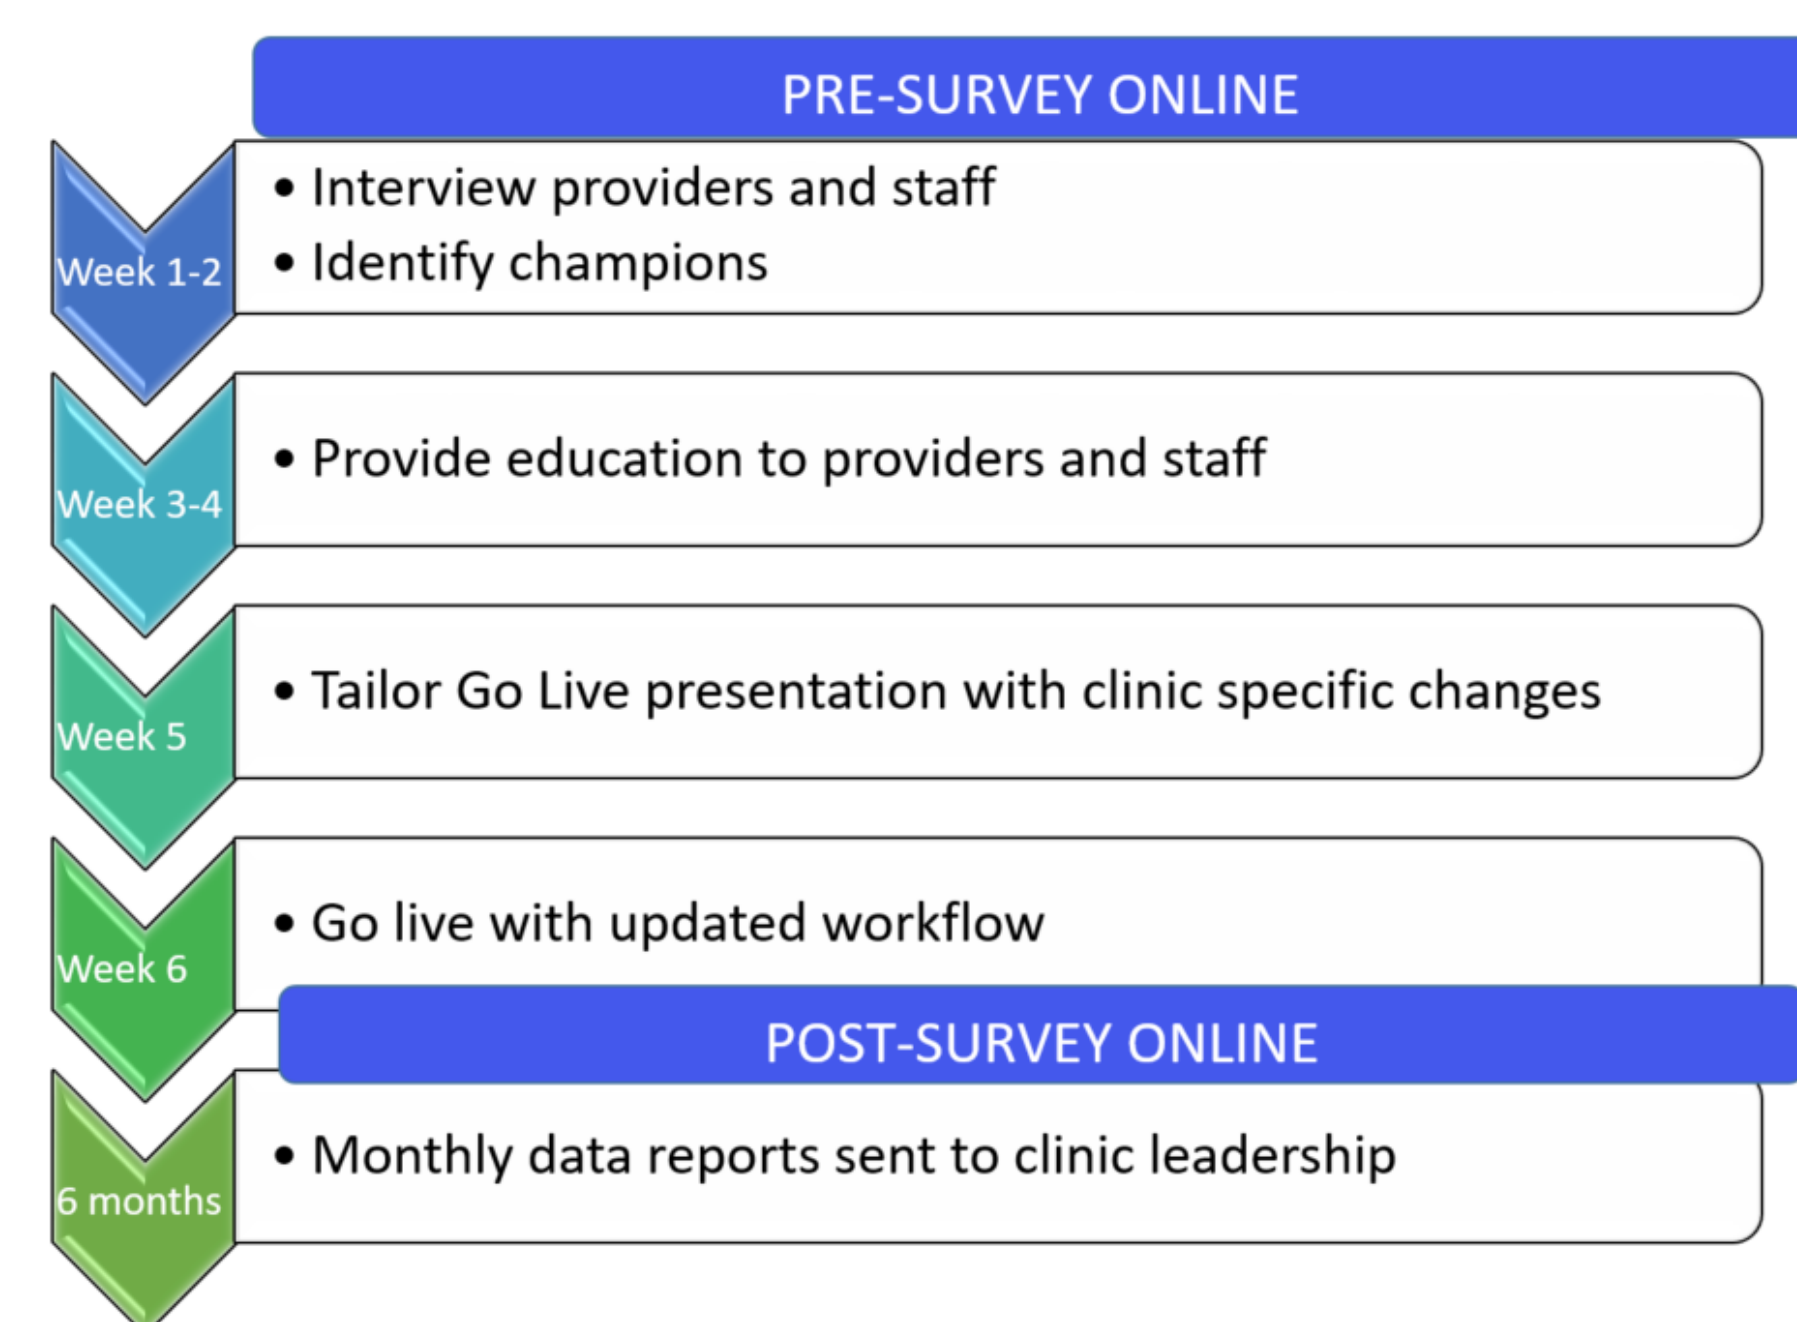 PRE-SURVEY ONLINE
Week 1-2
• Interview providers and staff
• Identify champions
Week 3-4
• Provide education to providers and staff
Week 5
• Tailor Go Live presentation with clinic specific changes
Week 6
• Go live with updated workflow
POST-SURVEY ONLINE
6 months
• Monthly data reports sent to clinic leadership